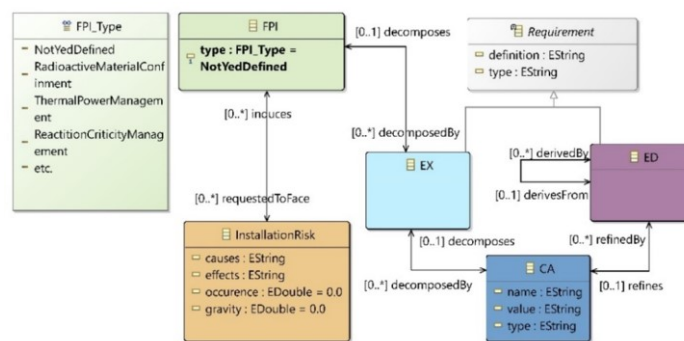 FPI_Type
NotYedDefined
RadioactiveMaterialConf
inment
ThermalPowerManagem
ent
ReactitionCriticityManag
ement
etc.
FPI
type : FPI_Type =
NotYedDefined
[0..1] decomposes
[0..*] induces
[0..*] decomposedBy
[0..*] requestedToFace
InstallationRisk
causes : EString
effects : EString
occurence : EDouble = 0.0
gravity : EDouble = 0.0
Requirement
definition : EString
type : EString
EX
[0..*] derivedBy
[0..1] derivesFrom
ED
[0..1] decomposes
[0..*] decomposedBy
[0..*] refinedBy
[0..1] refines
CA
name : EString
value : EString
type : EString